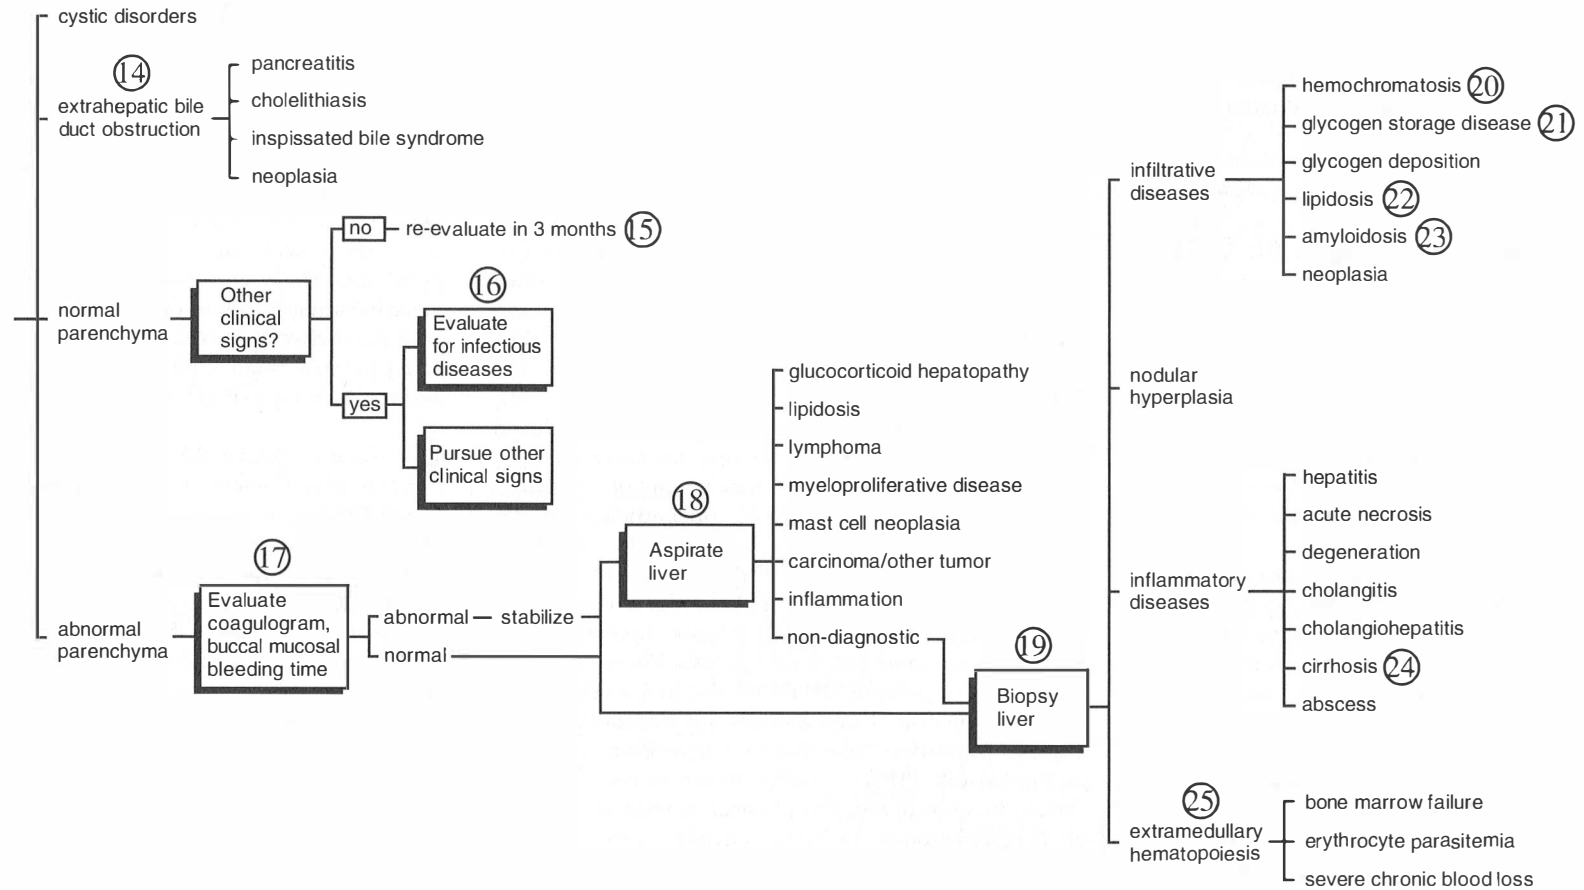 cystic disorders
14
extrahepatic bile
duct obstruction
pancreatitis
cholelithiasis
inspissated bile syndrome
neoplasia
normal
parenchyma
Other
clinical
signs?
no
re-evaluate in 3 months 15
yes
16
Evaluate
for infectious
diseases
Pursue other
clinical signs
abnormal
parenchyma
17
Evaluate
coagulogram,
buccal mucosal
bleeding time
abnormal
stabilize
normal
18
Aspirate
liver
glucocorticoid hepatopathy
lipidosis
lymphoma
myeloproliferative disease
mast cell neoplasia
carcinoma/other tumor
inflammation
non-diagnostic
19
Biopsy
liver
infiltrative
diseases
hemochromatosis 20
glycogen storage disease 21
glycogen deposition
lipidosis 22
amyloidosis 23
neoplasia
nodular
hyperplasia
inflammatory
diseases
hepatitis
acute necrosis
degeneration
cholangitis
cholangiohepatitis
cirrhosis 24
abscess
25
extramedullary
hematopoiesis
bone marrow failure
erythrocyte parasitemia
severe chronic blood loss